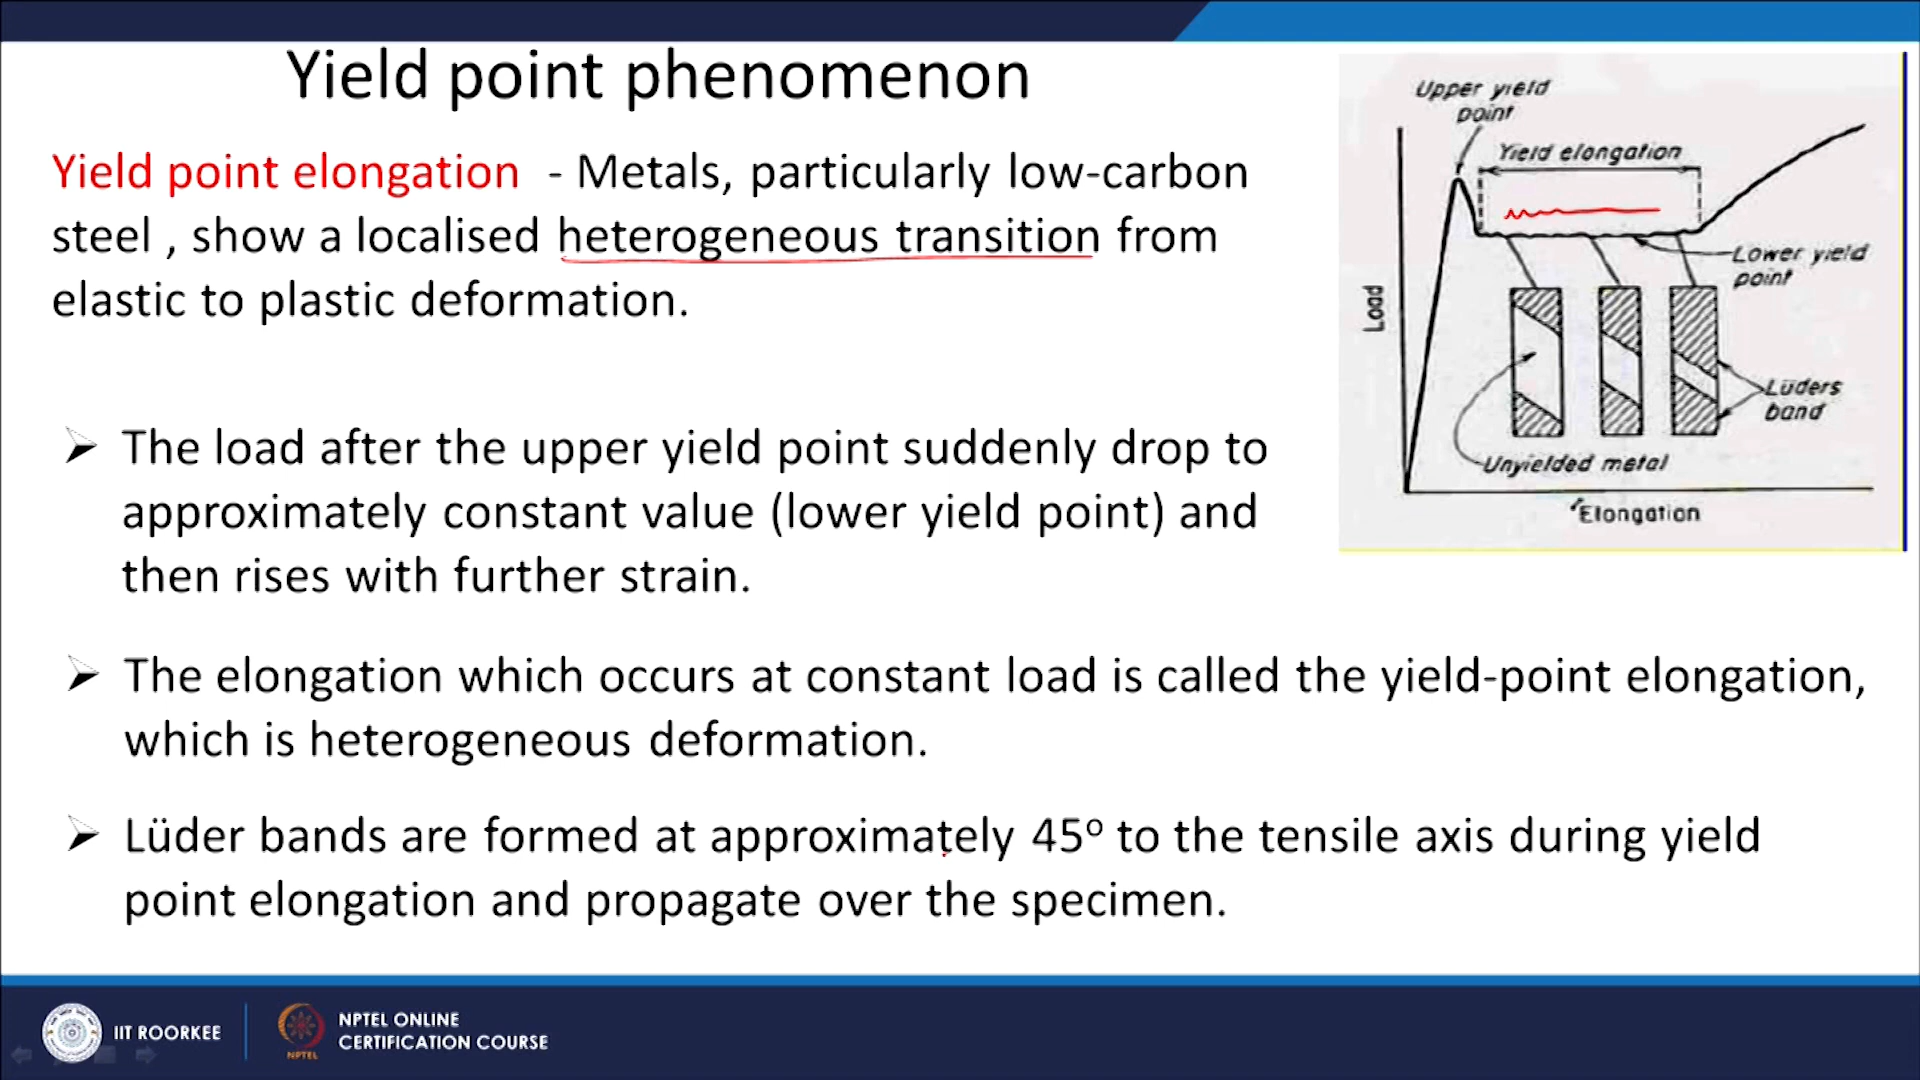 Yield point phenomenon
Yield point elongation - Metals, particularly low-carbon
steel , show a localised heterogeneous transition from
elastic to plastic deformation.
➢ The load after the upper yield point suddenly drop to
approximately constant value (lower yield point) and
then rises with further strain.
➢ The elongation which occurs at constant load is called the yield-point elongation,
which is heterogeneous deformation.
➢ Lüder bands are formed at approximately 45º to the tensile axis during yield
point elongation and propagate over the specimen.
Upper yield
point
Yield elongation
Lower yield
point
Load
Lüders
band
Unyielded metal
Elongation
IIT ROORKEE
NPTEL
NPTEL ONLINE
CERTIFICATION COURSE